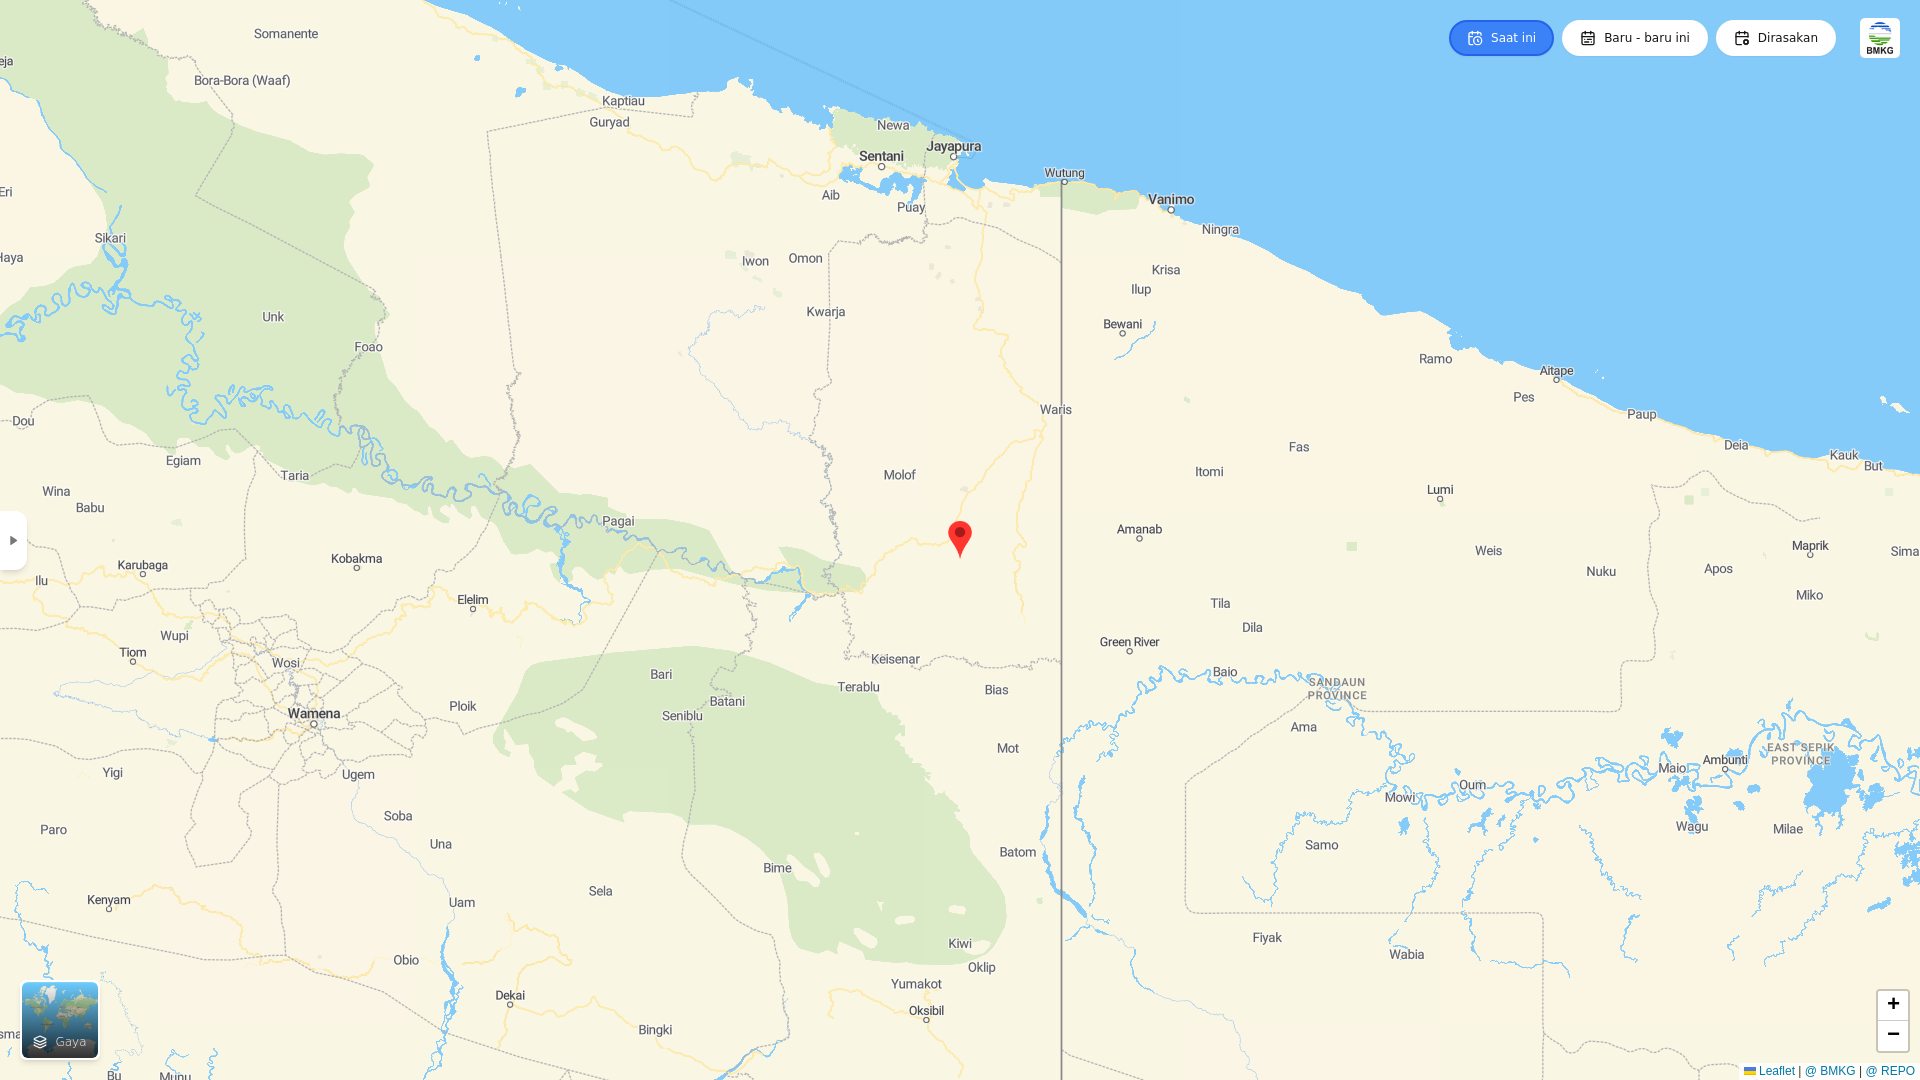 Saat ini
Baru - baru ini
Dirasakan
BMKG
Somanente
Bora-Bora (Waaf)
Kaptiau
Guryad
Newa
Sentani
Jayapura
Wutung
Vanimo
Ningra
Aib
Puay
Eri
Sikari
Haya
Iwon
Omon
Krisa
Ilup
Kwarja
Bewani
Unk
Foao
Ramo
Aitape
Pes
Waris
Paup
Dou
Egiam
Taria
Molof
Fas
Itomi
Deia
Kauk
But
Wina
Babu
Pagai
Lumi
Amanab
Weis
Maprik
Karubaga
Kobakma
Ilu
Nuku
Apos
Elelim
Tila
Miko
Wupi
Dila
Tiom
Wosi
Keisenar
Green River
Bari
Terablu
Bias
Baio
SANDAUN
PROVINCE
Batani
Seniblu
Ploik
Wamena
Ama
Mot
EAST SEPIK
PROVINCE
Yigi
Ugem
Maio
Ambunti
Oum
Mowi
Soba
Paro
Una
Wagu
Milae
Samo
Batom
Bime
Sela
Kenyam
Uam
Kiwi
Fiyak
Wabia
Obio
Oklip
Yumakot
Dekai
Oksibil
Bingki
Gaya
Bu
Munu
+
−
Leaflet | @ BMKG | @ REPO